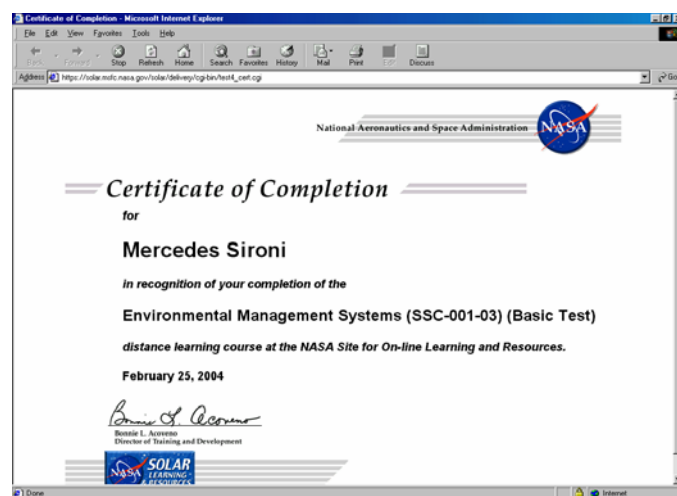 Certificate of Completion - Microsoft Internet Explorer
File Edit View Favorites Tools Help
Back Forward Stop Refresh Home Search Favorites History Mail Print Edit Discuss
Address https://solar.msfc.nasa.gov/solar/delivery/cgi-bin/test4_cert.cgi Go
National Aeronautics and Space Administration
NASA
Certificate of Completion
for
Mercedes Sironi
in recognition of your completion of the
Environmental Management Systems (SSC-001-03) (Basic Test)
distance learning course at the NASA Site for On-line Learning and Resources.
February 25, 2004
Bonnie L. Acoveno
Bonnie L. Acoveno
Director of Training and Development
NASA SOLAR
LEARNING -
& RESOURCES
Done Internet